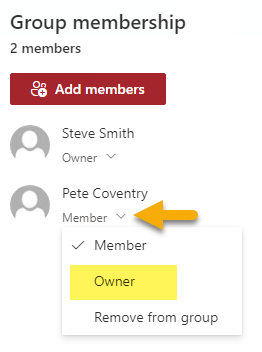 Group membership
2 members
Add members
Steve Smith
Owner
Pete Coventry
Member
Member
Owner
Remove from group